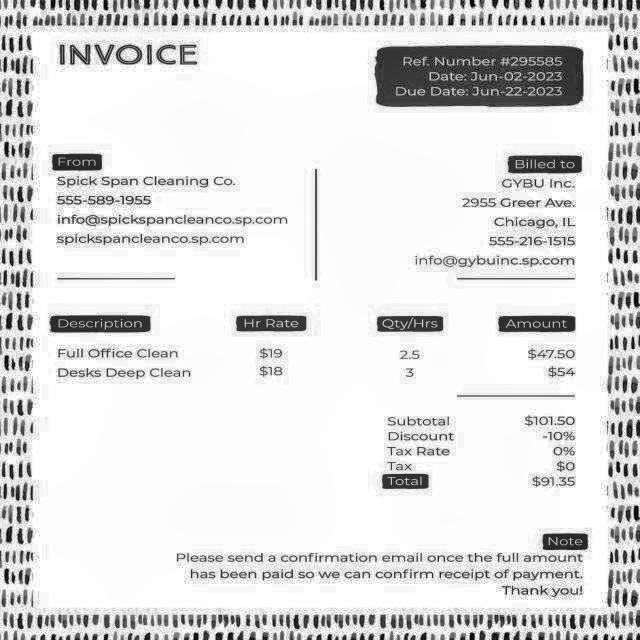 INVOICE
Ref. Number #295585
Date: Jun-02-2023
Due Date: Jun-22-2023
From
Spick Span Cleaning Co.
555-589-1955
info@spickspancleanco.sp.com
spickspancleanco.sp.com
Billed to
GYBU Inc.
2955 Greer Ave.
Chicago, IL
555-216-1515
info@gybuinc.sp.com
Description Hr Rate Qty/Hrs Amount
Full Office Clean $19 2.5 $47.50
Desks Deep Clean $18 3 $54
Subtotal $101.50
Discount -10%
Tax Rate 0%
Tax $0
Total $91.35
Note
Please send a confirmation email once the full amount
has been paid so we can confirm receipt of payment.
Thank you!